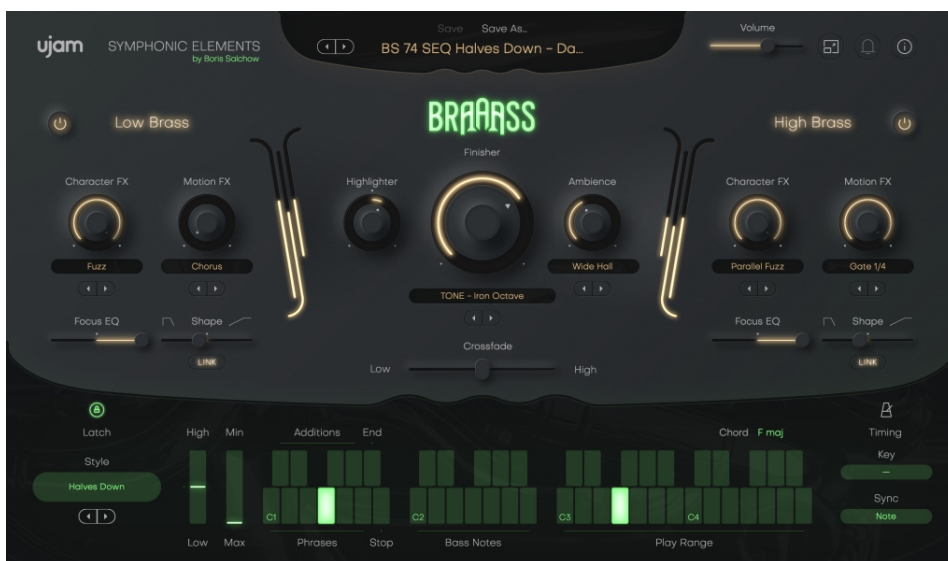 ujam
SYMPHONIC ELEMENTS
by Boris Salchow
Save Save As..
BS 74 SEQ Halves Down - Da...
Volume
Low Brass
BRAAASS
High Brass
Finisher
Character FX
Motion FX
Highlighter
Ambience
Character FX
Motion FX
Fuzz
Chorus
Wide Hall
Parallel Fuzz
Gate 1/4
TONE - Iron Octave
Focus EQ
Shape
Crossfade
Focus EQ
Shape
LINK
Low
High
LINK
Latch
High
Min
Additions
End
Chord F maj
Timing
Style
Key
Halves Down
–
Sync
C1
C2
C3
C4
Note
Low
Max
Phrases
Stop
Bass Notes
Play Range